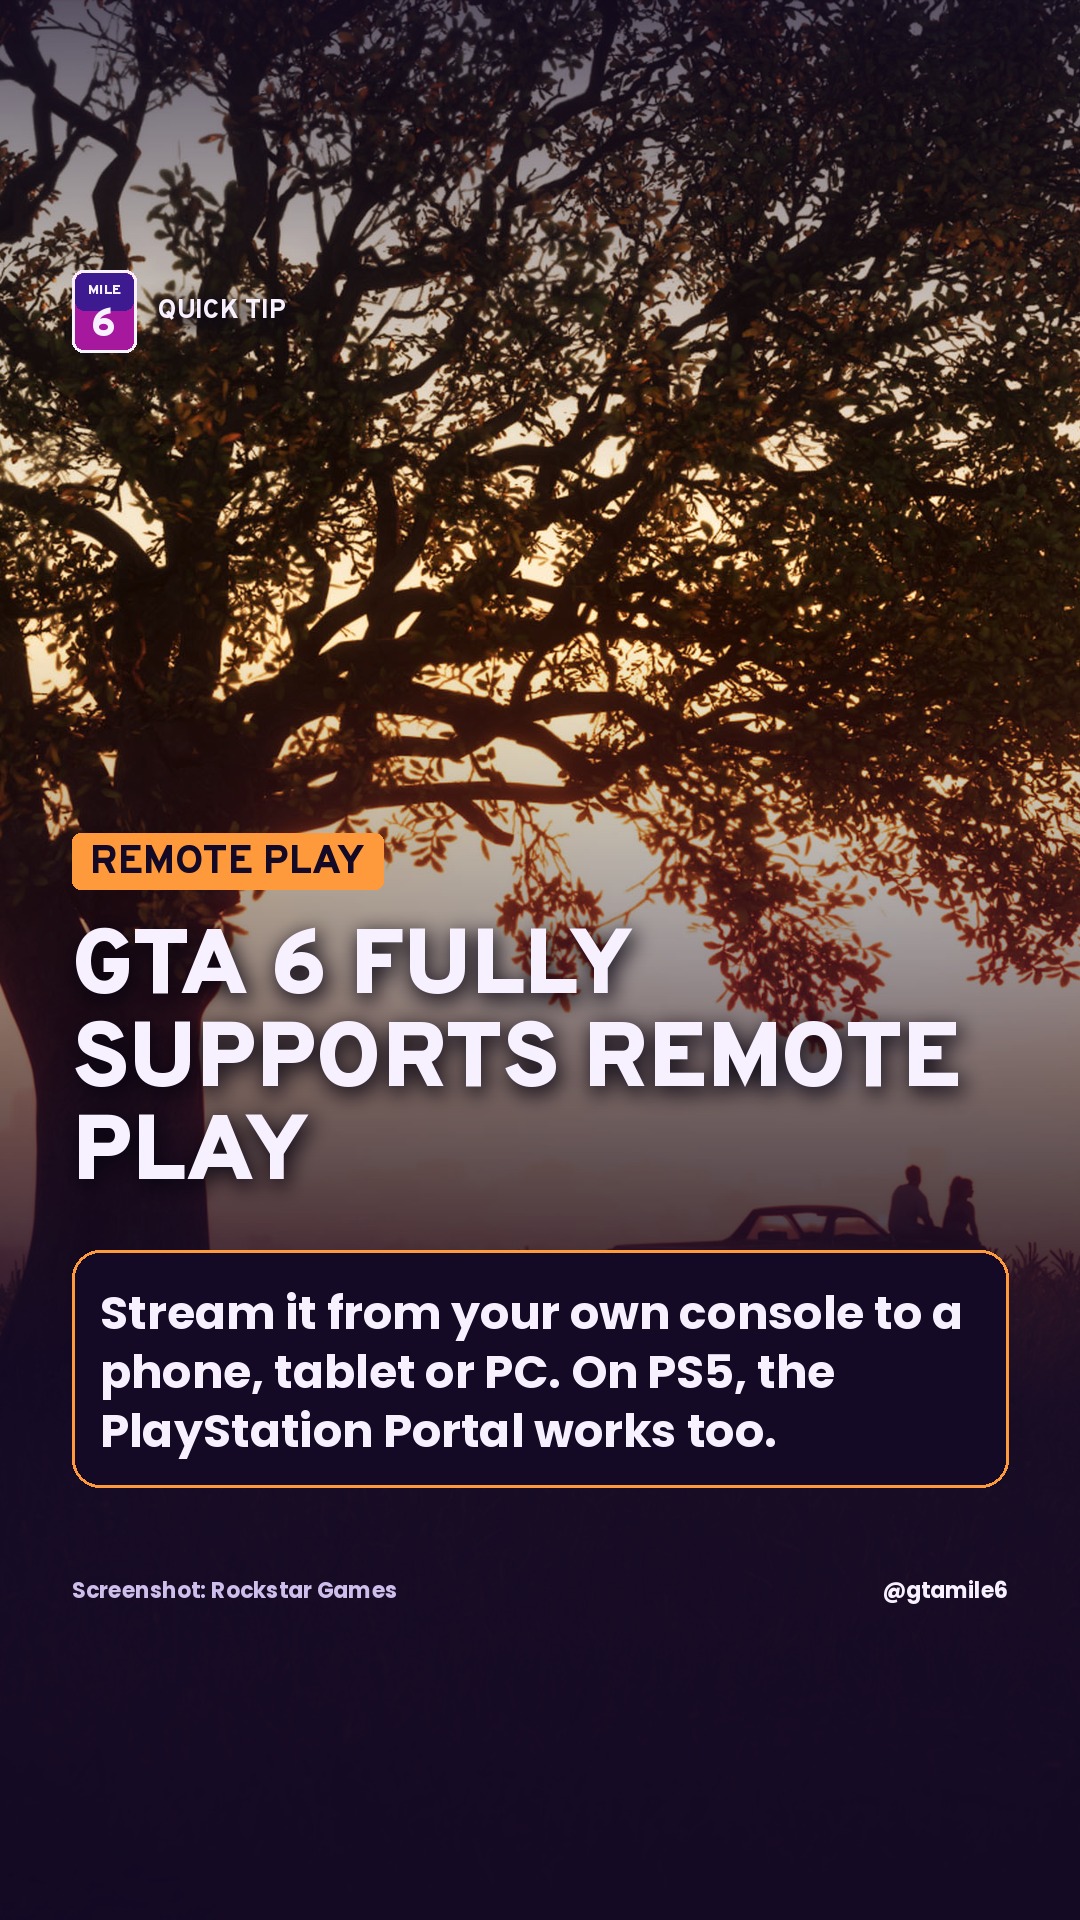 MILE
6
QUICK TIP
REMOTE PLAY
GTA 6 FULLY
SUPPORTS REMOTE
PLAY
Stream it from your own console to a
phone, tablet or PC. On PS5, the
PlayStation Portal works too.
Screenshot: Rockstar Games
@gtamile6